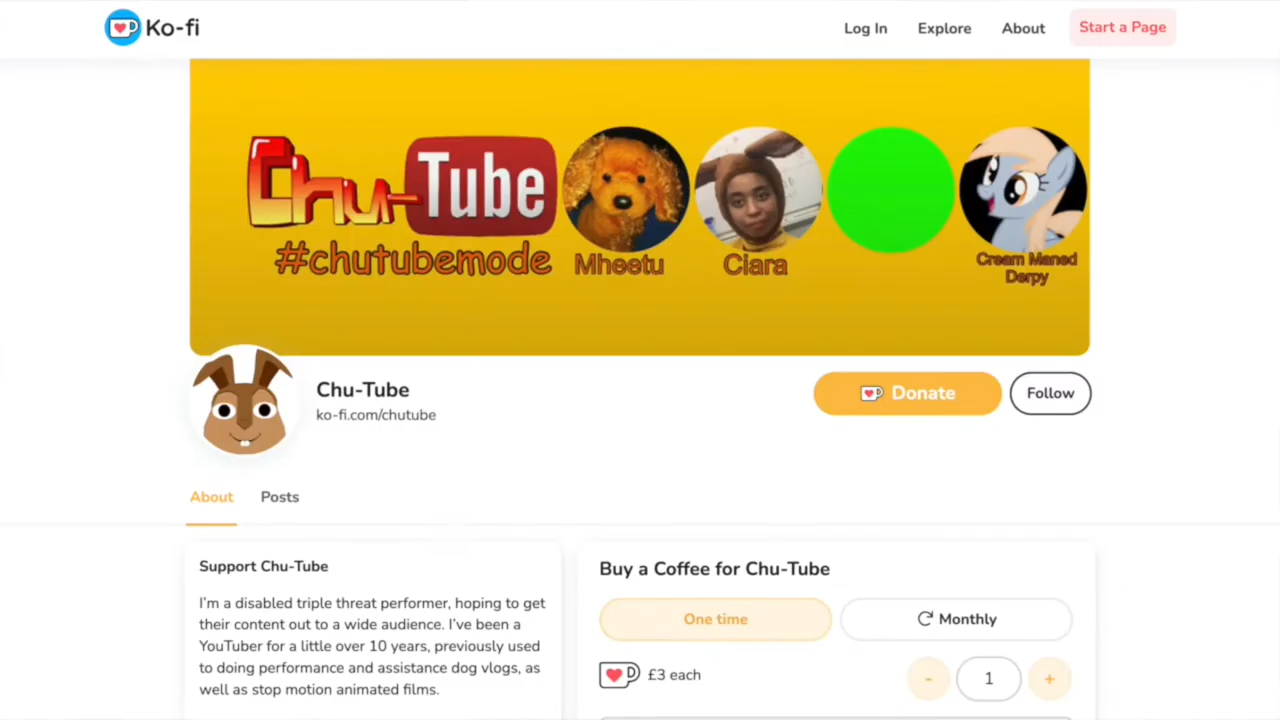 Ko-fi
Log In
Explore
About
Start a Page
Chu-Tube
#chutubemode
Mheetu
Ciara
Cream Maned
Derpy
Chu-Tube
ko-fi.com/chutube
Donate
Follow
About
Posts
Support Chu-Tube
I'm a disabled triple threat performer, hoping to get
their content out to a wide audience. I've been a
YouTuber for a little over 10 years, previously used
to doing performance and assistance dog vlogs, as
well as stop motion animated films.
Buy a Coffee for Chu-Tube
One time
Monthly
£3 each
-
1
+